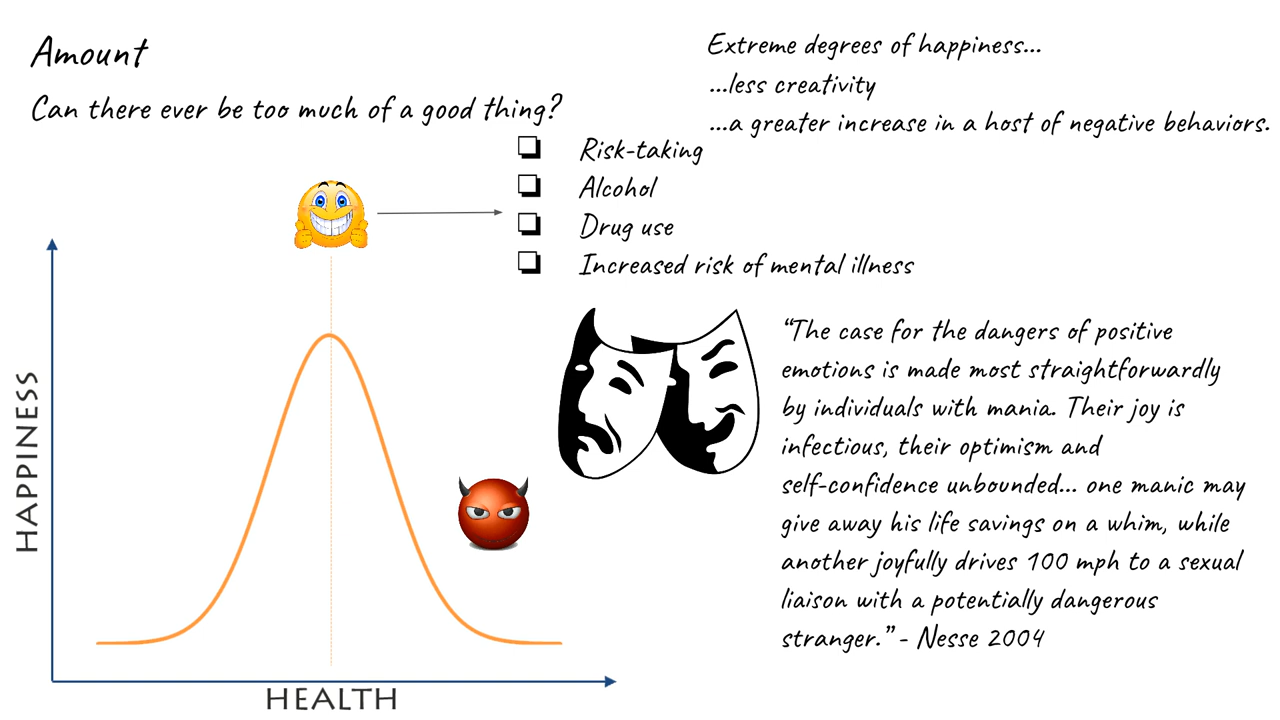 Amount
Can there ever be too much of a good thing?
Extreme degrees of happiness...
...less creativity
...a greater increase in a host of negative behaviors.
Risk-taking
Alcohol
Drug use
Increased risk of mental illness
"The case for the dangers of positive
emotions is made most straightforwardly
by individuals with mania. Their joy is
infectious, their optimism and
self-confidence unbounded... one manic may
give away his life savings on a whim, while
another joyfully drives 100 mph to a sexual
liaison with a potentially dangerous
stranger." - Nesse 2004
HAPPINESS
HEALTH